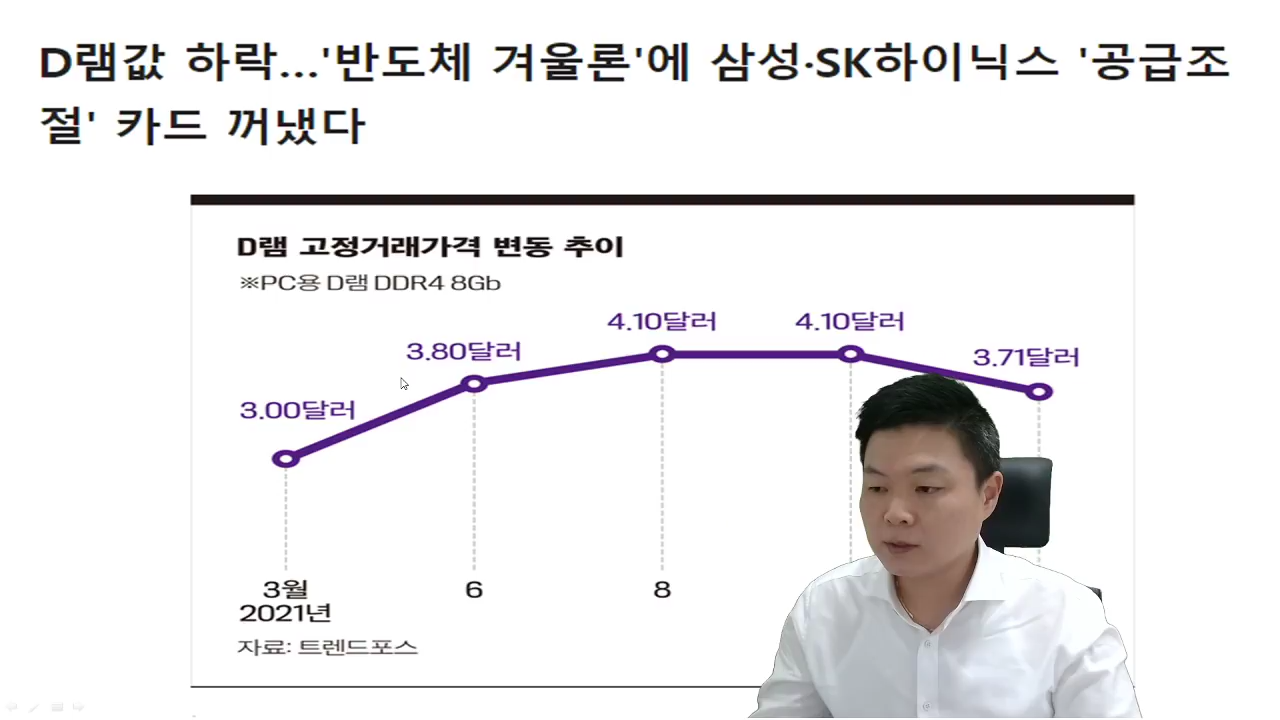 D램값 하락...'반도체 겨울론'에 삼성·SK하이닉스 '공급조
절' 카드 꺼냈다
D램 고정거래가격 변동 추이
※PC용 D램 DDR4 8Gb
3.00달러
3.80달러
4.10달러
4.10달러
3.71달러
3월
2021년
6
8
자료: 트렌드포스